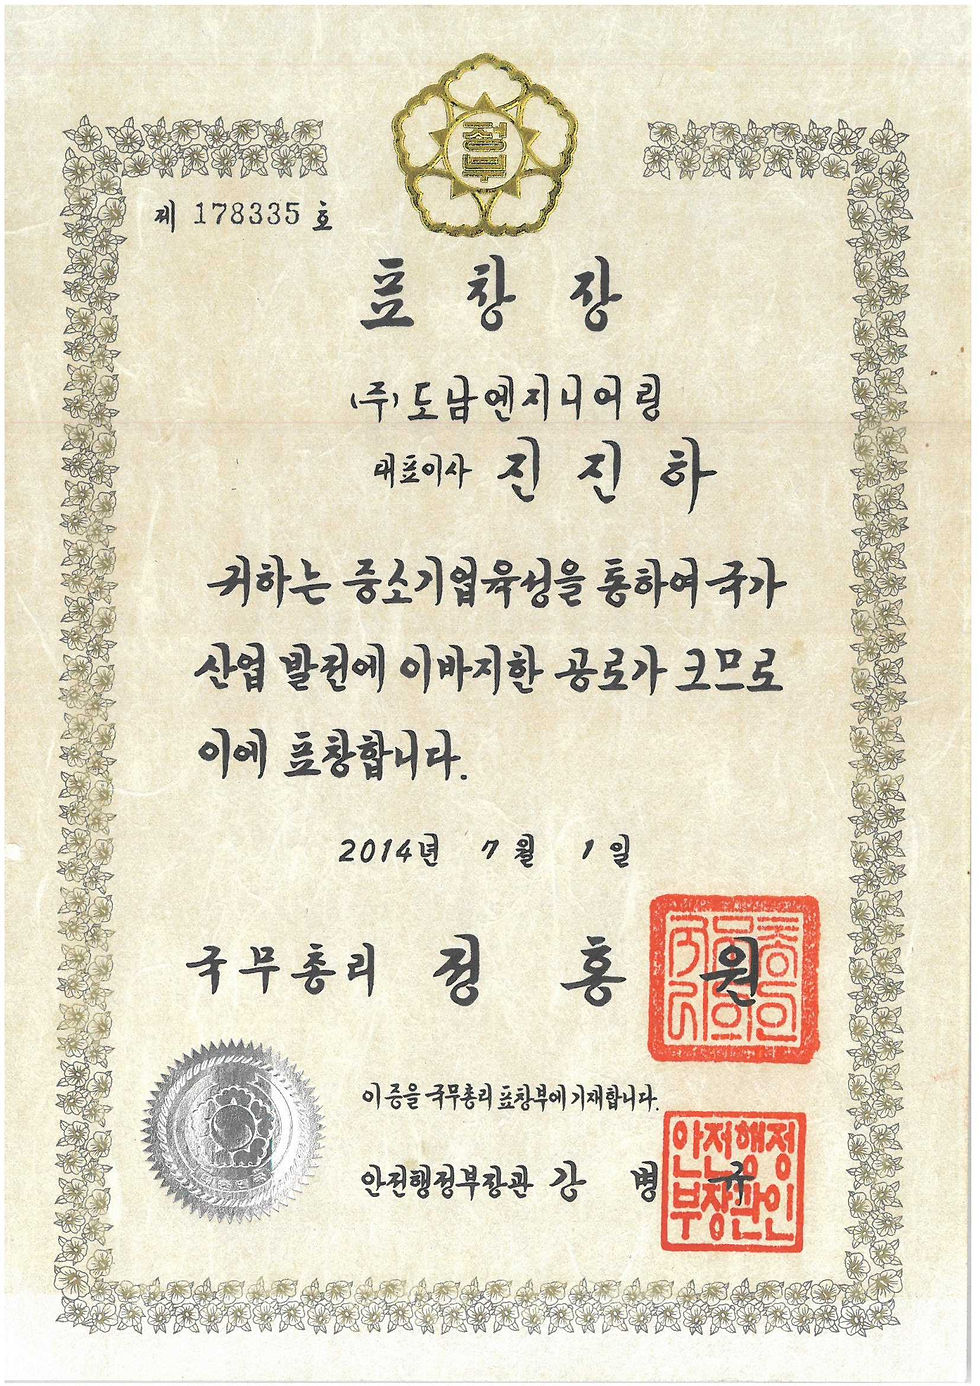 정부
제 178335 호
표 창 장
(주)도남엔지니어링
대표이사 진 진 하
귀하는 중소기업육성을 통하여 국가
산업 발전에 이바지한 공로가 크므로
이에 표창합니다.
2014년 7월 1일
국무총리 정 홍 원
이 증을 국무총리 표창부에 기재합니다.
안전행정부장관 강 병 규
안전행정
부장관인